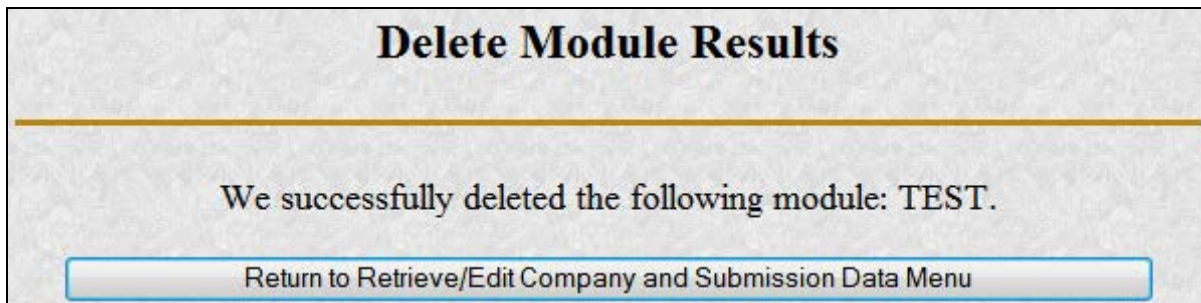 Delete Module Results
We successfully deleted the following module: TEST.
Return to Retrieve/Edit Company and Submission Data Menu